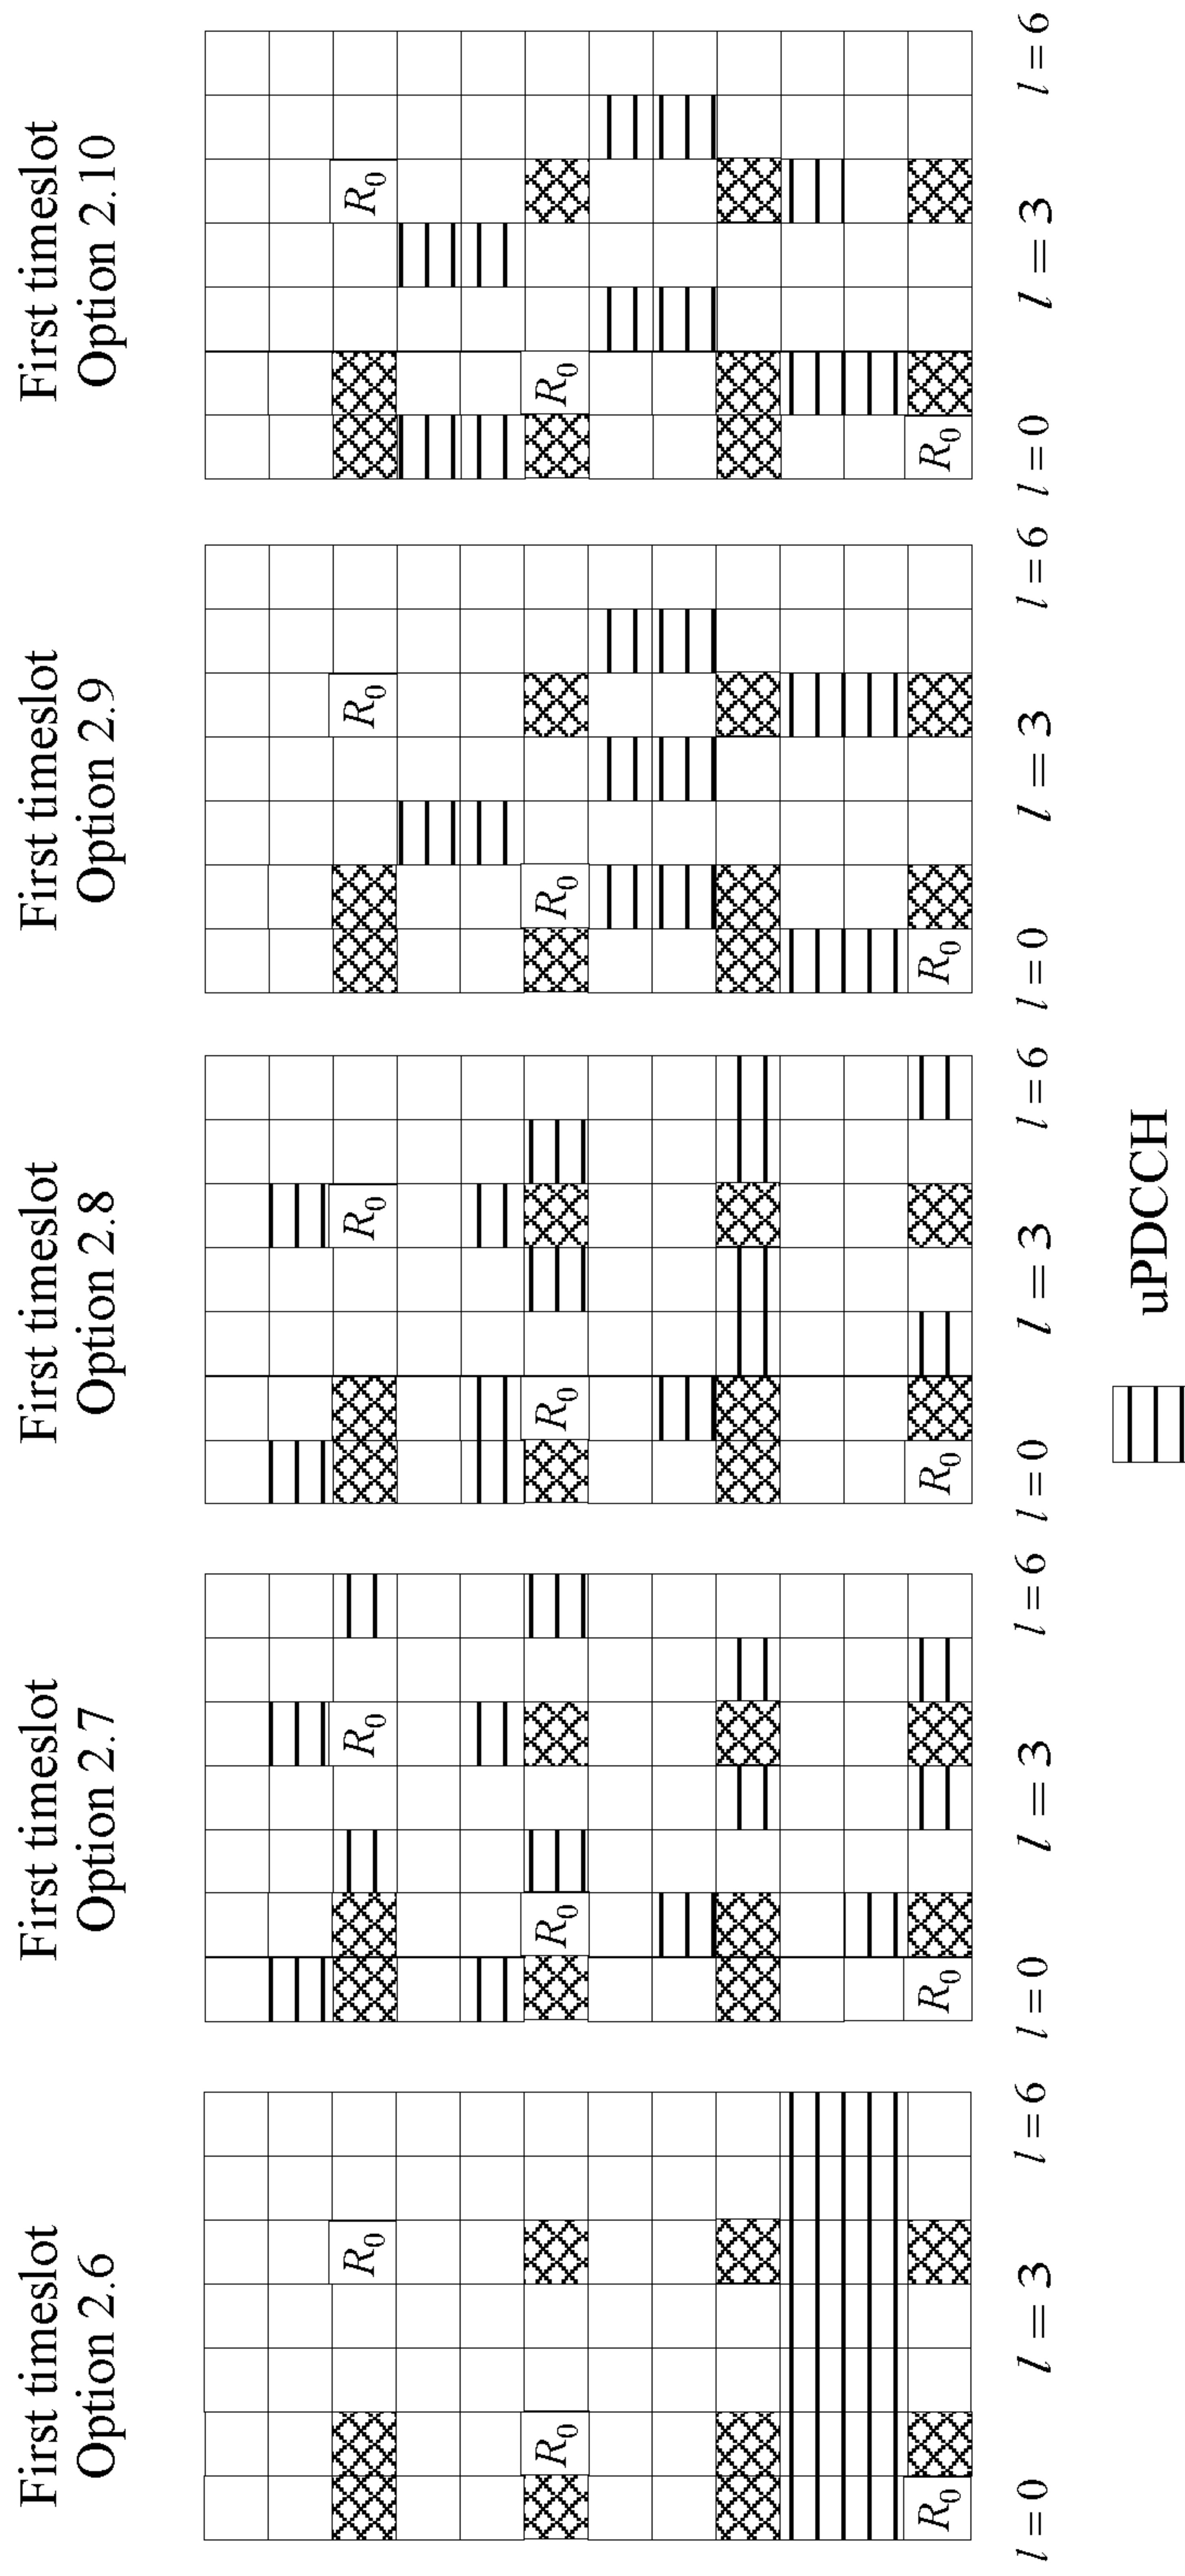 First timeslot
Option 2.6
R₀
R₀
R₀
l = 0 l = 3 l = 6
First timeslot
Option 2.7
R₀
R₀
R₀
l = 0 l = 3 l = 6
First timeslot
Option 2.8
R₀
R₀
R₀
l = 0 l = 3 l = 6
First timeslot
Option 2.9
R₀
R₀
R₀
l = 0 l = 3 l = 6
First timeslot
Option 2.10
R₀
R₀
R₀
l = 0 l = 3 l = 6
uPDCCH